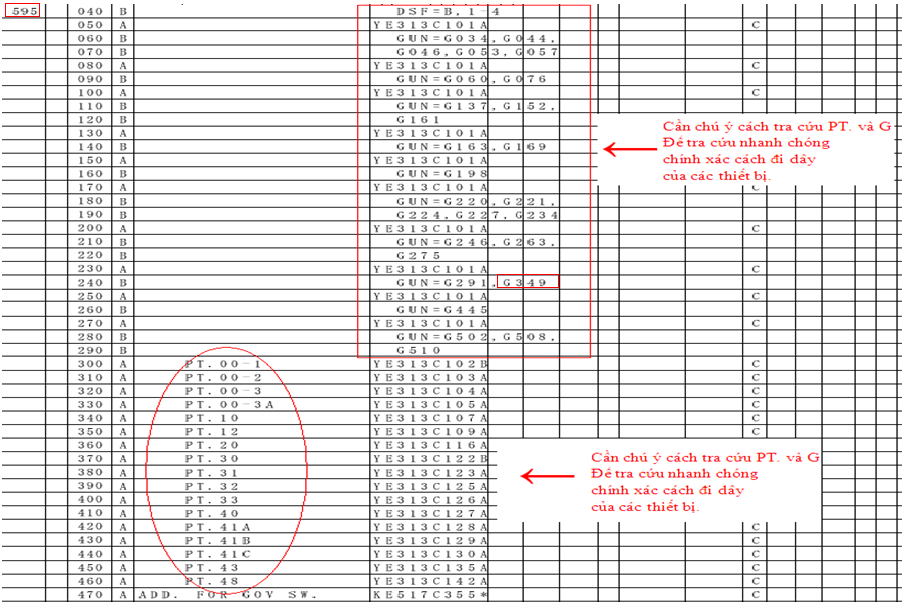 595 040 B DSF=B,1-4
050 A YE313C101A C
060 B GUN=G034,G044,
070 B G046,G053,G057
080 A YE313C101A C
090 B GUN=G060,G076
100 A YE313C101A C
110 B GUN=G137,G152,
120 B G161
130 A YE313C101A
140 B GUN=G163,G169
150 A YE313C101A
160 B GUN=G198
170 A YE313C101A C
180 B GUN=G220,G221,
190 B G224,G227,G234
200 A YE313C101A C
210 B GUN=G246,G263,
220 B G275
230 A YE313C101A C
240 B GUN=G291,G349
250 A YE313C101A C
260 B GUN=G445
270 A YE313C101A C
280 B GUN=G502,G508,
290 B G510
Cần chú ý cách tra cứu PT. và G
Để tra cứu nhanh chóng
chính xác cách đi dây
của các thiết bị.
300 A PT.00-1 YE313C102B C
310 A PT.00-2 YE313C103A C
320 A PT.00-3 YE313C104A C
330 A PT.00-3A YE313C105A C
340 A PT.10 YE313C107A C
350 A PT.12 YE313C109A C
360 A PT.20 YE313C116A
370 A PT.30 YE313C122B
380 A PT.31 YE313C123A
390 A PT.32 YE313C125A
400 A PT.33 YE313C126A
410 A PT.40 YE313C127A
420 A PT.41A YE313C128A C
430 A PT.41B YE313C129A C
440 A PT.41C YE313C130A C
450 A PT.43 YE313C135A C
460 A PT.48 YE313C142A C
470 A ADD. FOR GOV SW. KE517C355* C
Cần chú ý cách tra cứu PT. và G
Để tra cứu nhanh chóng
chính xác cách đi dây
của các thiết bị.